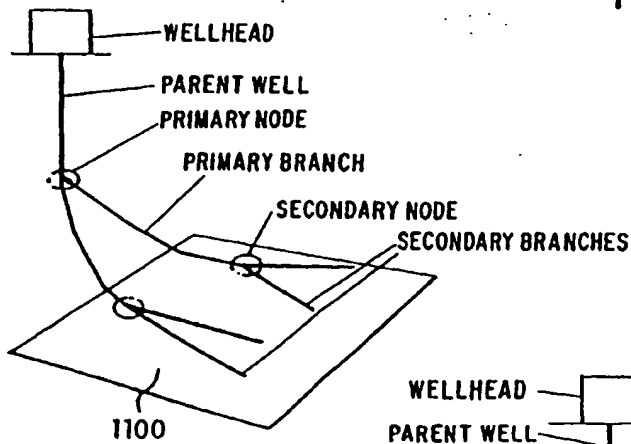 WELLHEAD
PARENT WELL
PRIMARY NODE
PRIMARY BRANCH
SECONDARY NODE
SECONDARY BRANCHES
1100
WELLHEAD
PARENT WELL